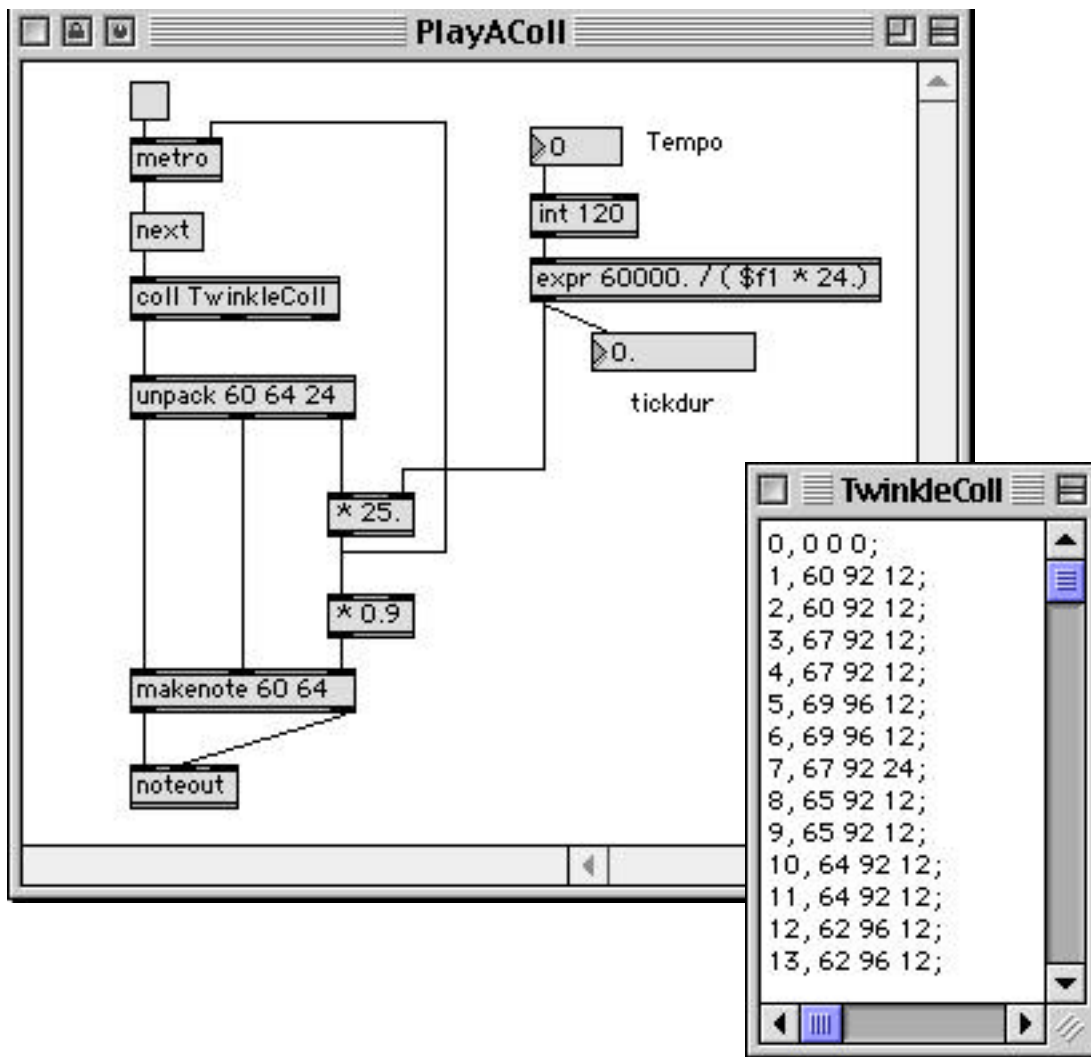 PlayAColl
metro
next
coll TwinkleColl
unpack 60 64 24
* 25.
* 0.9
makenote 60 64
noteout
0 Tempo
int 120
expr 60000. / ( $f1 * 24.)
0.
tickdur
TwinkleColl
0, 0 0 0;
1, 60 92 12;
2, 60 92 12;
3, 67 92 12;
4, 67 92 12;
5, 69 96 12;
6, 69 96 12;
7, 67 92 24;
8, 65 92 12;
9, 65 92 12;
10, 64 92 12;
11, 64 92 12;
12, 62 96 12;
13, 62 96 12;